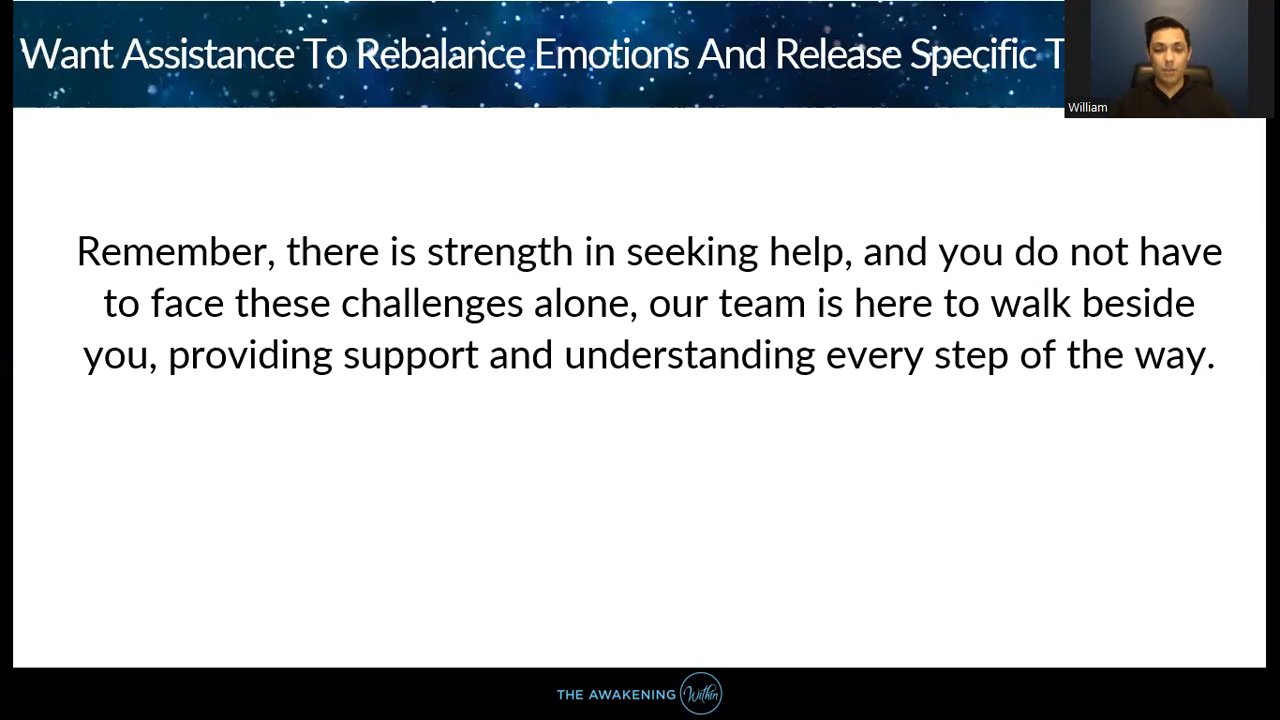 Want Assistance To Rebalance Emotions And Release Specific
William
Remember, there is strength in seeking help, and you do not have
to face these challenges alone, our team is here to walk beside
you, providing support and understanding every step of the way.
THE AWAKENING Within